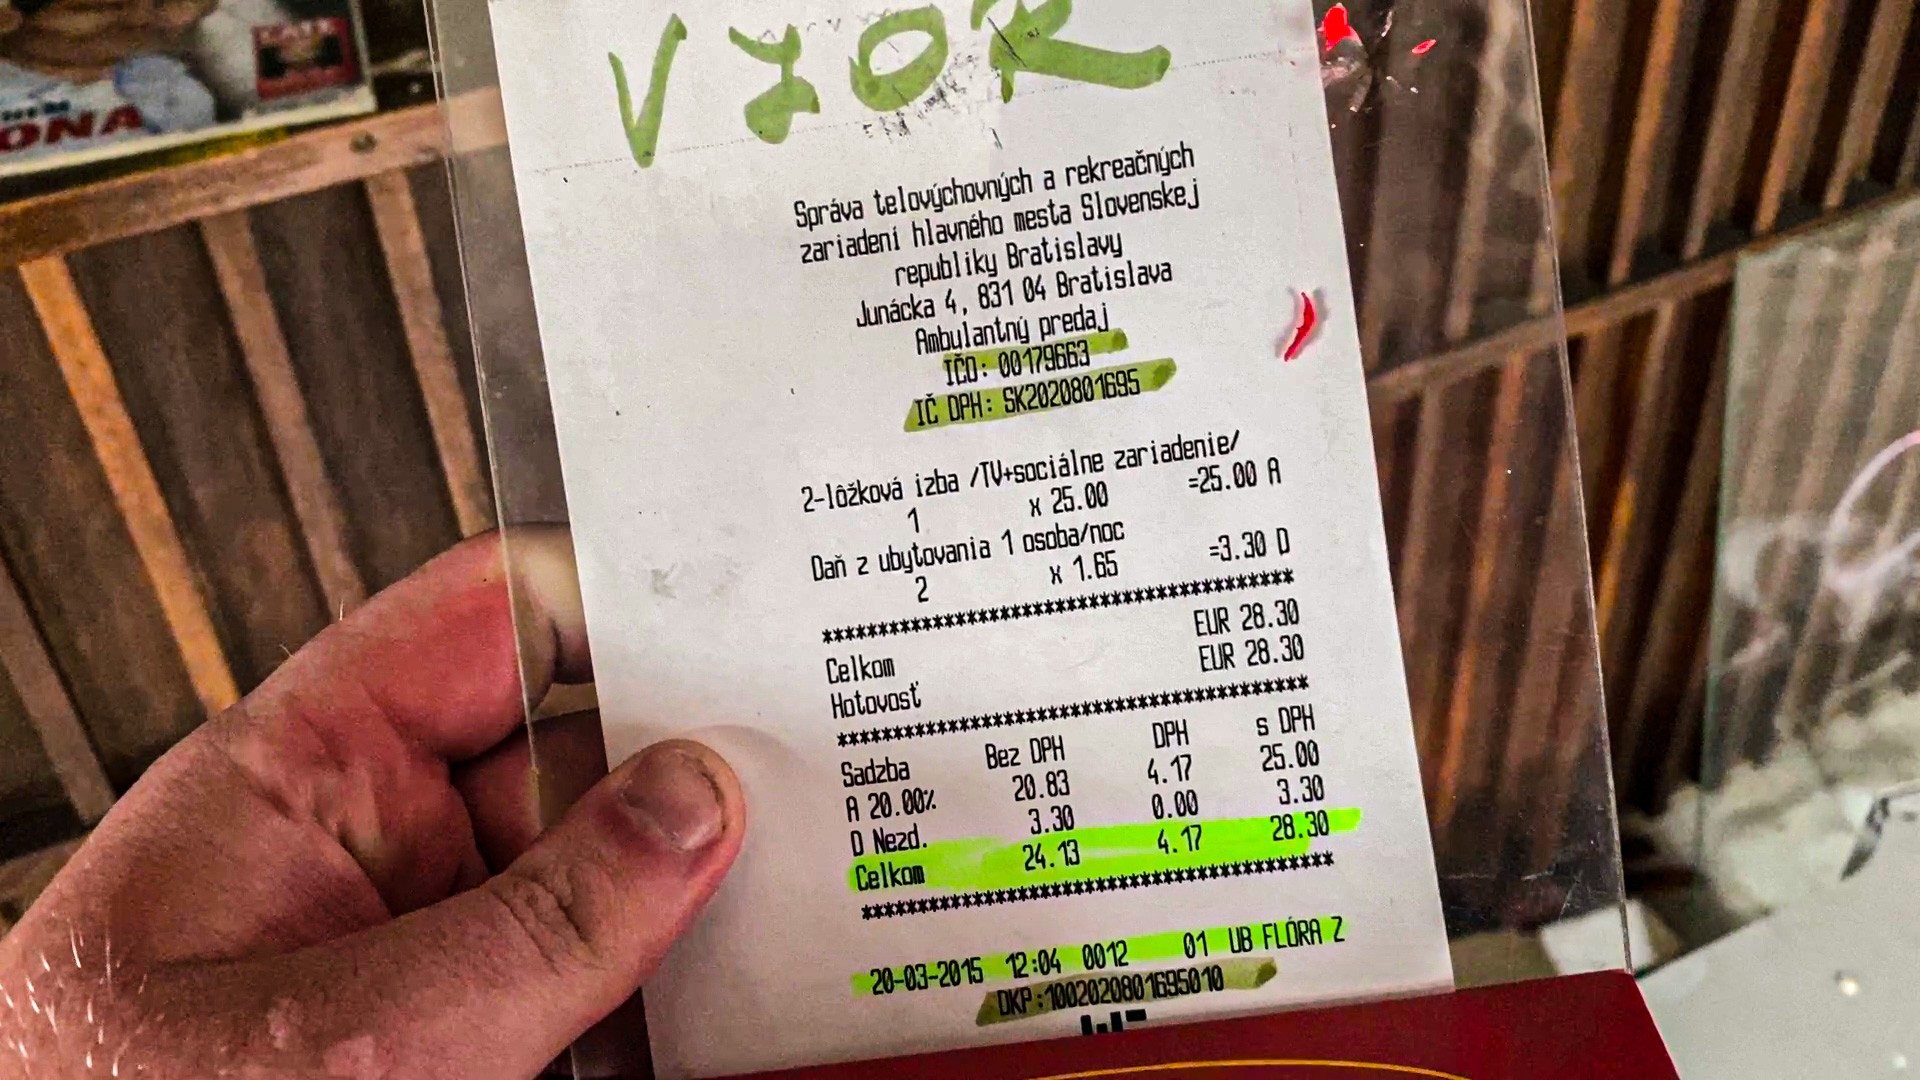 ONA
VZOR
Správa telovýchovných a rekreačných
zariadení hlavného mesta Slovenskej
republiky Bratislavy
Junácka 4, 831 04 Bratislava
Ambulantný predaj
IČO: 00179663
IČ DPH: SK2020801695
2-lôžková izba /TV+sociálne zariadenie/
1 x 25.00 =25.00 A
Daň z ubytovania 1 osoba/noc
2 x 1.65 =3.30 D
****************************************
Celkom EUR 28.30
Hotovosť EUR 28.30
****************************************
Sadzba Bez DPH DPH s DPH
A 20.00% 20.83 4.17 25.00
D Nezd. 3.30 0.00 3.30
Celkom 24.13 4.17 28.30
****************************************
20-03-2015 12:04 0012 01 UB FLÓRA Z
DKP:1002020801695010